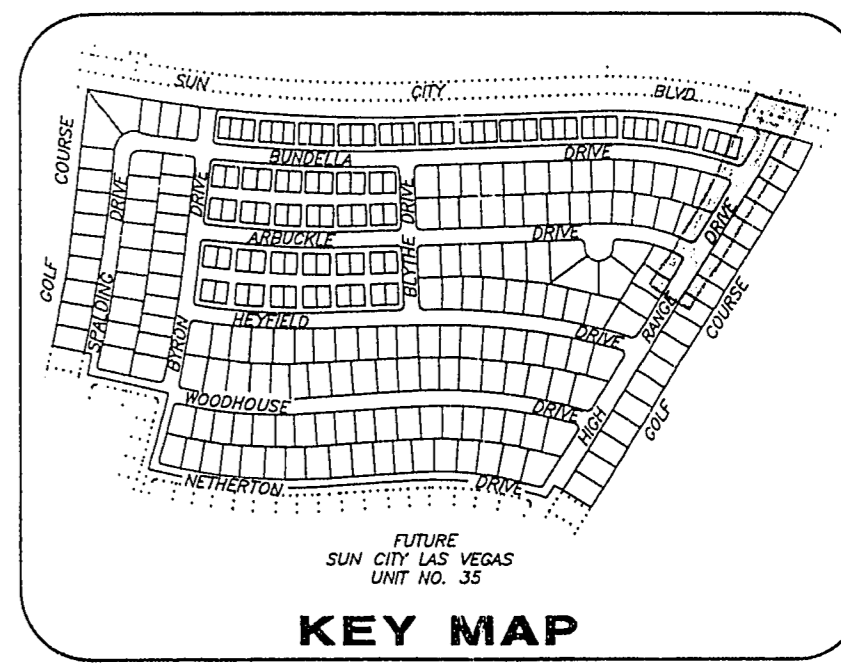 SUN CITY BLVD
BUNDELLA DRIVE
COURSE
DRIVE
DRIVE
DRIVE
ARBUCKLE DRIVE
DRIVE
BLYTHE
GOLF
SPALDING
BYRON
HEYFIELD DRIVE
RANGE
COURSE
WOODHOUSE DRIVE
HIGH
GOLF
NETHERTON DRIVE
FUTURE
SUN CITY LAS VEGAS
UNIT NO. 35
KEY MAP